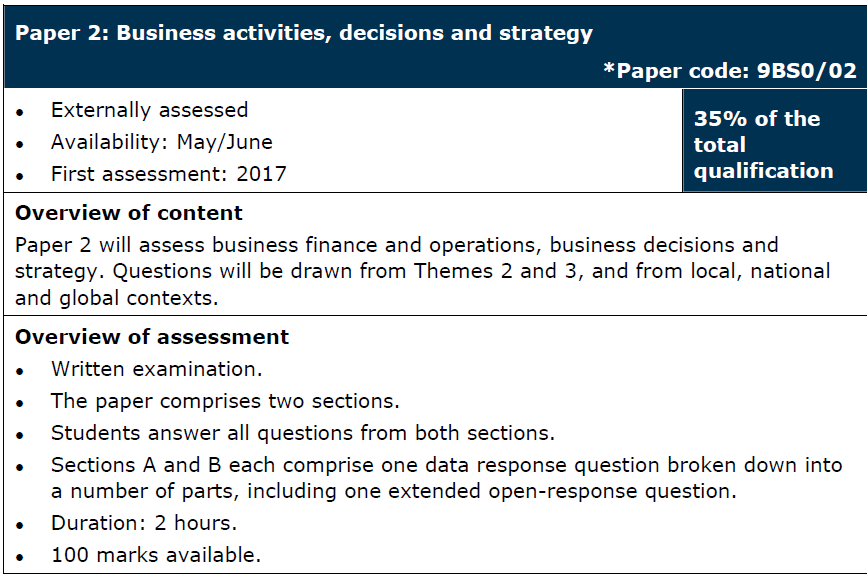 Paper 2: Business activities, decisions and strategy
*Paper code: 9BS0/02
• Externally assessed
• Availability: May/June
• First assessment: 2017
35% of the
total
qualification
Overview of content
Paper 2 will assess business finance and operations, business decisions and
strategy. Questions will be drawn from Themes 2 and 3, and from local, national
and global contexts.
Overview of assessment
• Written examination.
• The paper comprises two sections.
• Students answer all questions from both sections.
• Sections A and B each comprise one data response question broken down into
a number of parts, including one extended open-response question.
• Duration: 2 hours.
• 100 marks available.